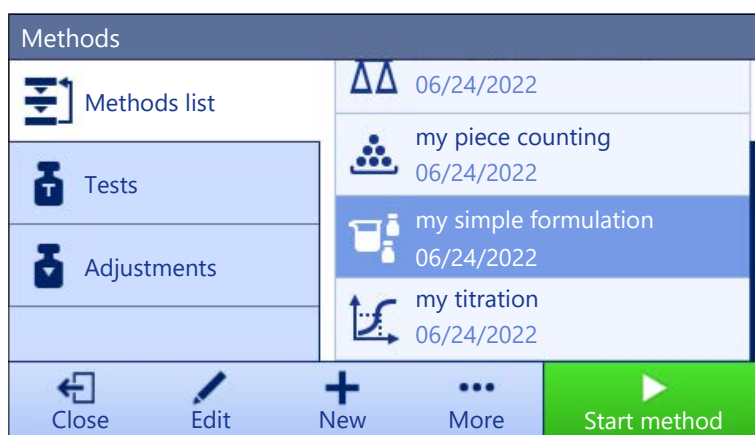 Methods
Methods list
Tests
Adjustments
06/24/2022
my piece counting
06/24/2022
my simple formulation
06/24/2022
my titration
06/24/2022
Close
Edit
New
More
Start method